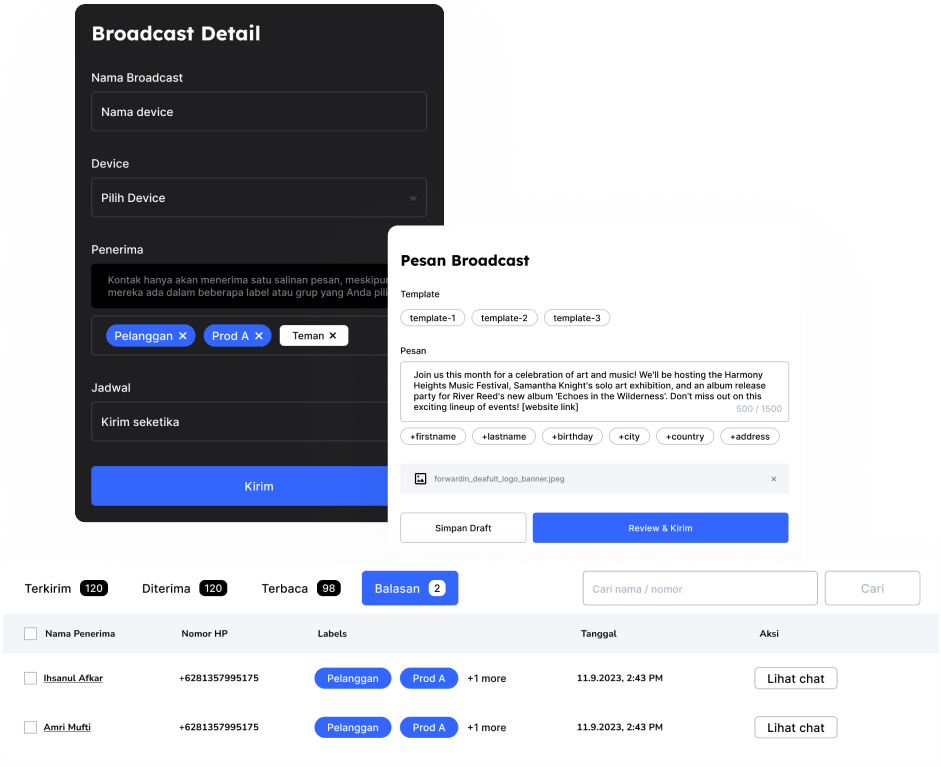 Broadcast Detail
Nama Broadcast
Nama device
Device
Pilih Device
Penerima
Kontak hanya akan menerima satu salinan pesan, meskipun
mereka ada dalam beberapa label atau grup yang Anda pili
Pelanggan ✕ Prod A ✕ Teman ✕
Jadwal
Kirim seketika
Kirim
Pesan Broadcast
Template
template-1 template-2 template-3
Pesan
Join us this month for a celebration of art and music! We'll be hosting the Harmony
Heights Music Festival, Samantha Knight's solo art exhibition, and an album release
party for River Reed's new album 'Echoes in the Wilderness'. Don't miss out on this
exciting lineup of events! [website link]
500 / 1500
+firstname +lastname +birthday +city +country +address
forwardin_deafult_logo_banner.jpeg ×
Simpan Draft Review & Kirim
Terkirim 120 Diterima 120 Terbaca 98 Balasan 2 Cari nama / nomor Cari
Nama Penerima Nomor HP Labels Tanggal Aksi
Ihsanul Afkar +6281357995175 Pelanggan Prod A +1 more 11.9.2023, 2:43 PM Lihat chat
Amri Mufti +6281357995175 Pelanggan Prod A +1 more 11.9.2023, 2:43 PM Lihat chat